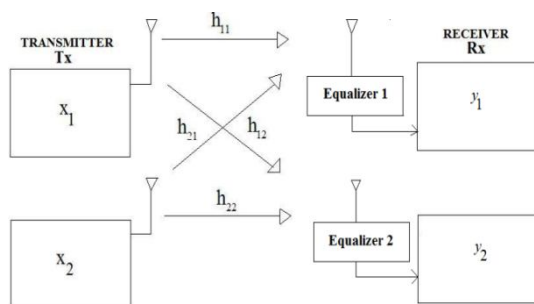 TRANSMITTER
Tx
h11
RECEIVER
Rx
x1
Equalizer 1
y1
h21
h12
x2
h22
Equalizer 2
y2